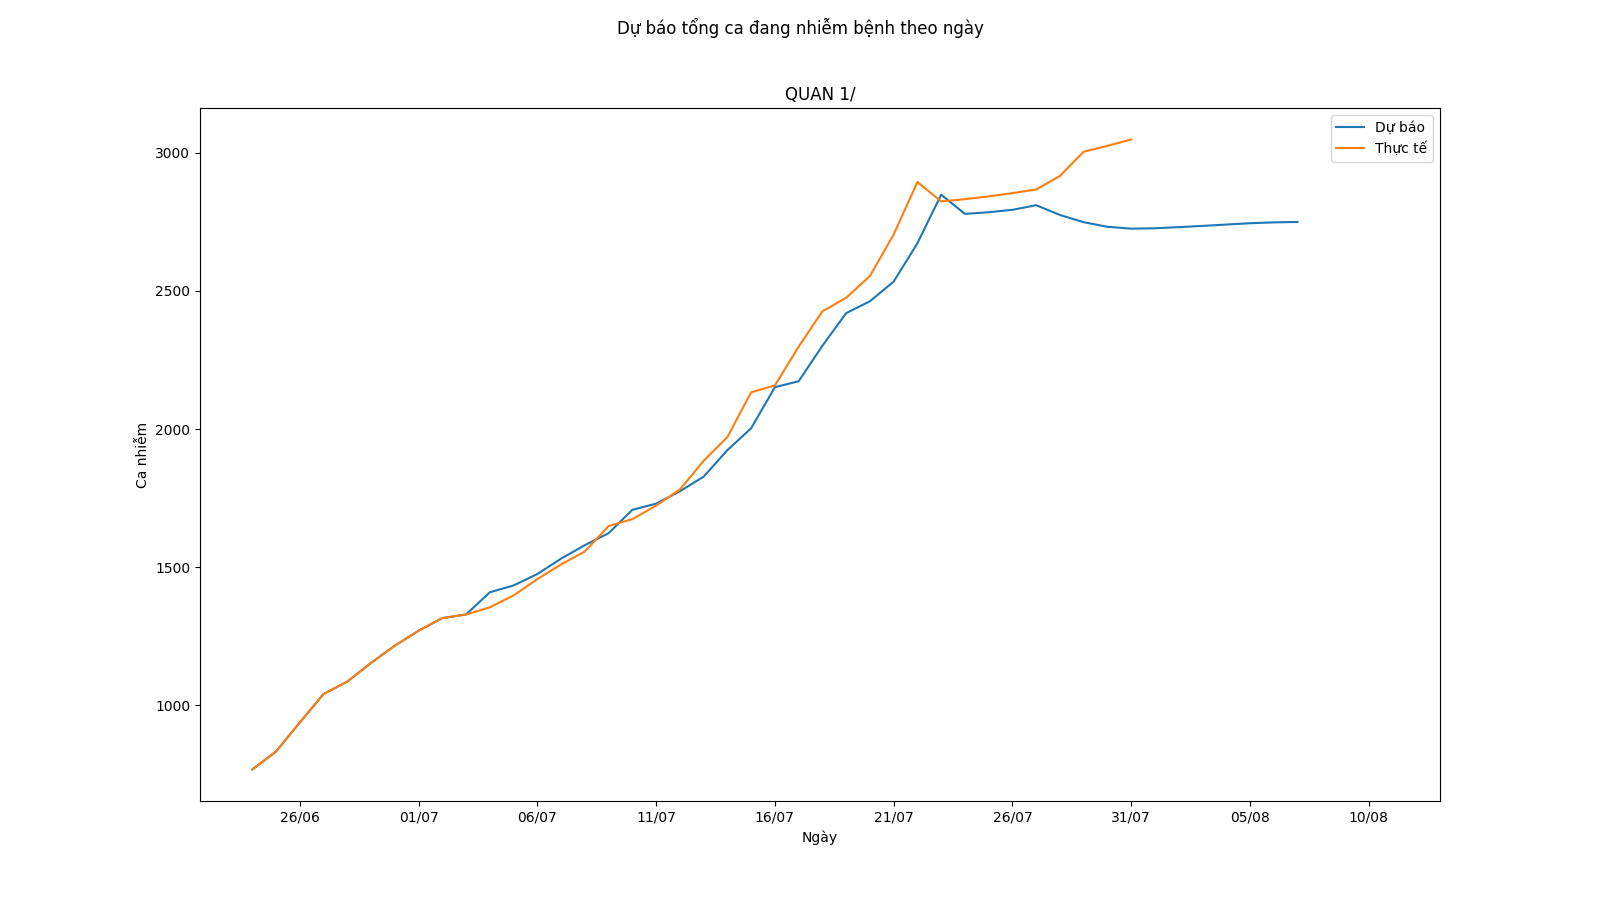 Dự báo tổng ca đang nhiễm bệnh theo ngày
QUAN 1/
Dự báo
Thực tế
3000
2500
2000
1500
1000
Ca nhiễm
26/06 01/07 06/07 11/07 16/07 21/07 26/07 31/07 05/08 10/08
Ngày